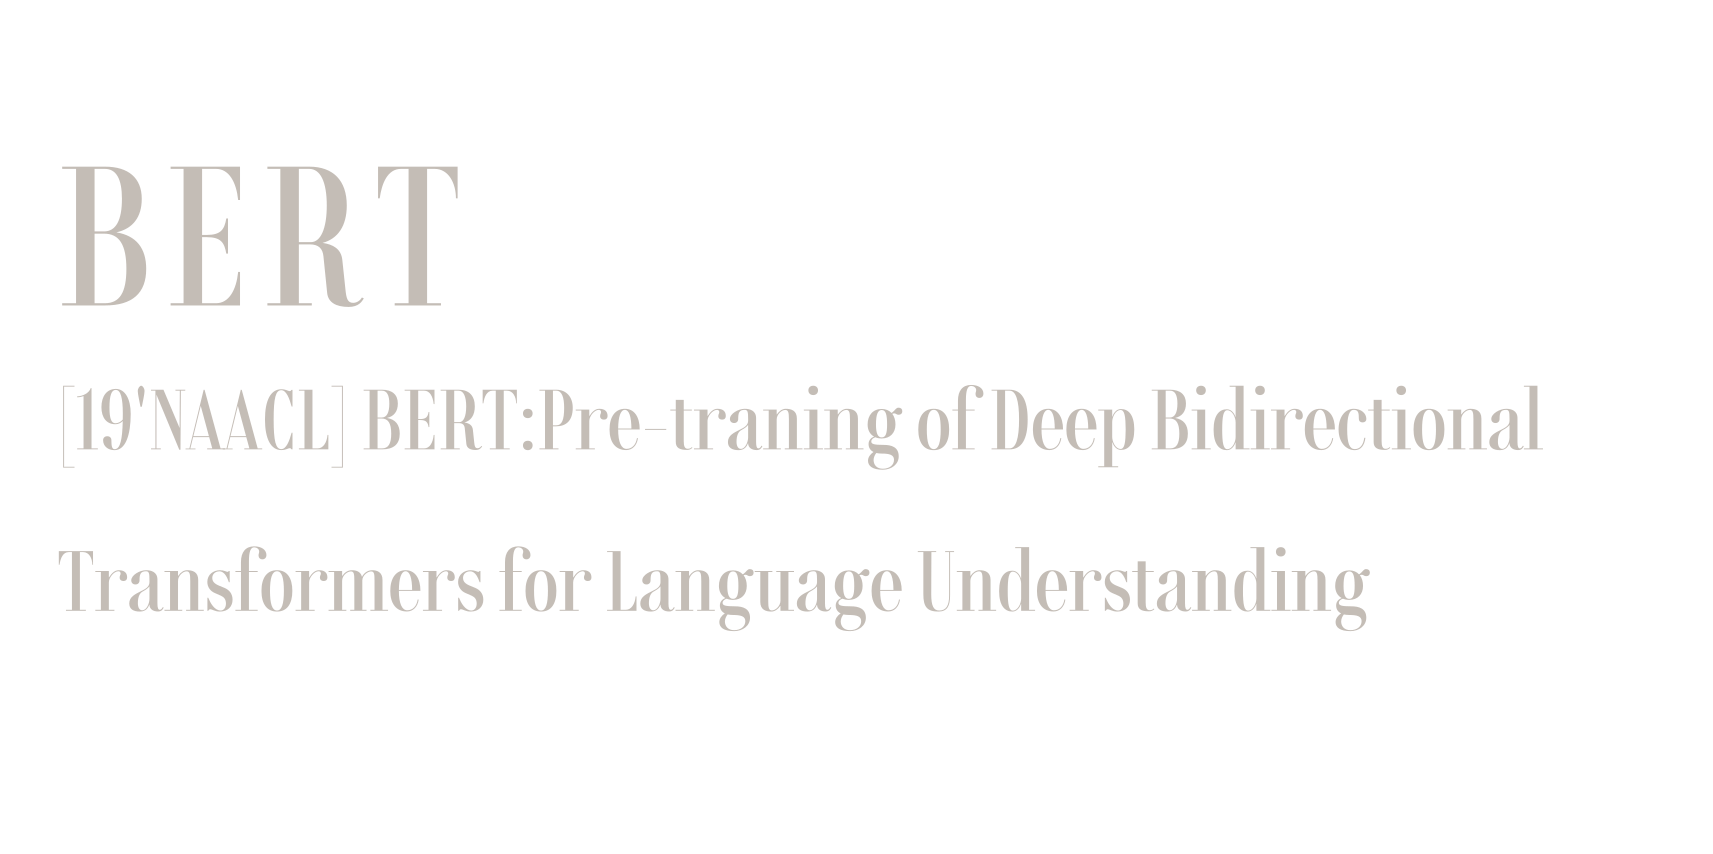 BERT
[19'NAACL] BERT:Pre-traning of Deep Bidirectional
Transformers for Language Understanding